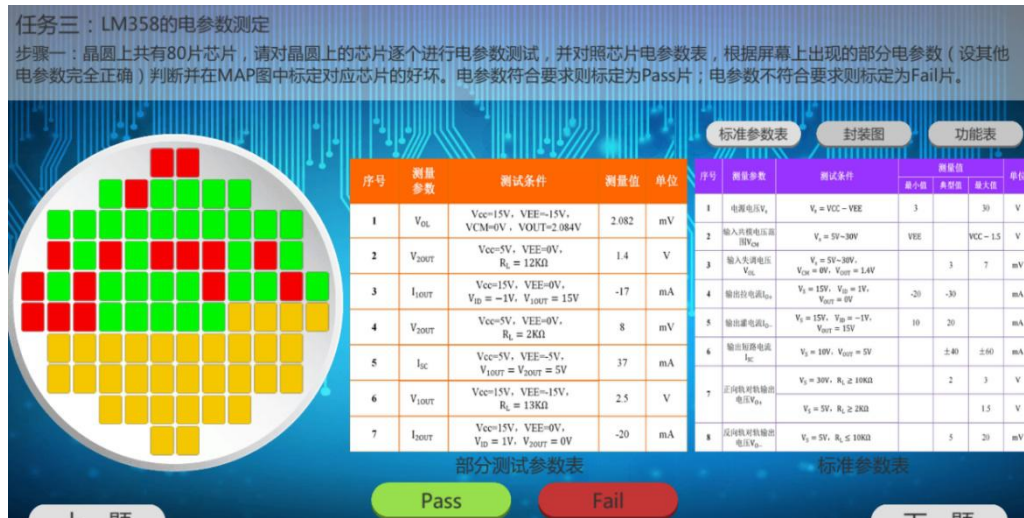 任务三：LM358的电参数测定
步骤一：晶圆上共有80片芯片，请对晶圆上的芯片逐个进行电参数测试，并对照芯片电参数表，根据屏幕上出现的部分电参数（设其他
电参数完全正确）判断并在MAP图中标定对应芯片的好坏。电参数符合要求则标定为Pass片；电参数不符合要求则标定为Fail片。
标准参数表 封装图 功能表
序号 测量参数 测试条件 测量值 单位
1 VOL Vcc=15V，VEE=-15V， VCM=0V，VOUT=2.084V 2.082 mV
2 V2OUT Vcc=5V，VEE=0V， RL = 12KΩ 1.4 V
3 I1OUT Vcc=15V，VEE=0V， VID = −1V，V1OUT = 15V -17 mA
4 V2OUT Vcc=5V，VEE=0V， RL = 2KΩ 8 mV
5 ISC Vcc=5V，VEE=-5V， V1OUT = V2OUT = 5V 37 mA
6 V1OUT Vcc=15V，VEE=-15V， RL = 13KΩ 2.5 V
7 I2OUT Vcc=15V，VEE=0V， VID = 1V，V2OUT = 0V -20 mA
部分测试参数表
序号 测量参数 测试条件 测量值 单位
最小值 典型值 最大值
1 电源电压Vs Vs = VCC − VEE 3 30 V
2 输入共模电压范围VCM Vs = 5V~30V VEE VCC − 1.5 V
3 输入失调电压VOL Vs = 5V~30V， VCM = 0V，VOUT = 1.4V 3 7 mV
4 输出拉电流IO+ VS = 15V，VID = 1V， VOUT = 0V -20 -30 mA
5 输出灌电流IO− VS = 15V，VID = −1V， VOUT = 15V 10 20 mA
6 输出短路电流ISC VS = 10V，VOUT = 5V ±40 ±60 mA
7 正向轨对轨输出电压VO+ VS = 30V，RL ≥ 10KΩ 2 3 V
VS = 5V，RL ≥ 2KΩ 1.5 V
8 反向轨对轨输出电压VO− VS = 5V，RL ≤ 10KΩ 5 20 mV
标准参数表
Pass Fail